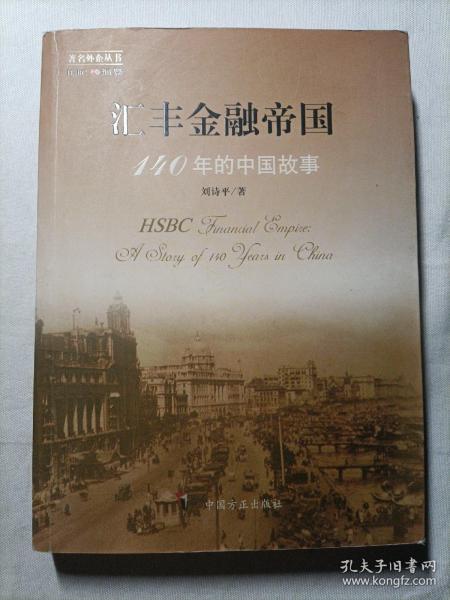 著名外企丛书
汇丰金融帝国
140年的中国故事
刘诗平/著
HSBC Financial Empire:
A Story of 140 Years in China
中国方正出版社
孔夫子旧书网
www.kongfz.com